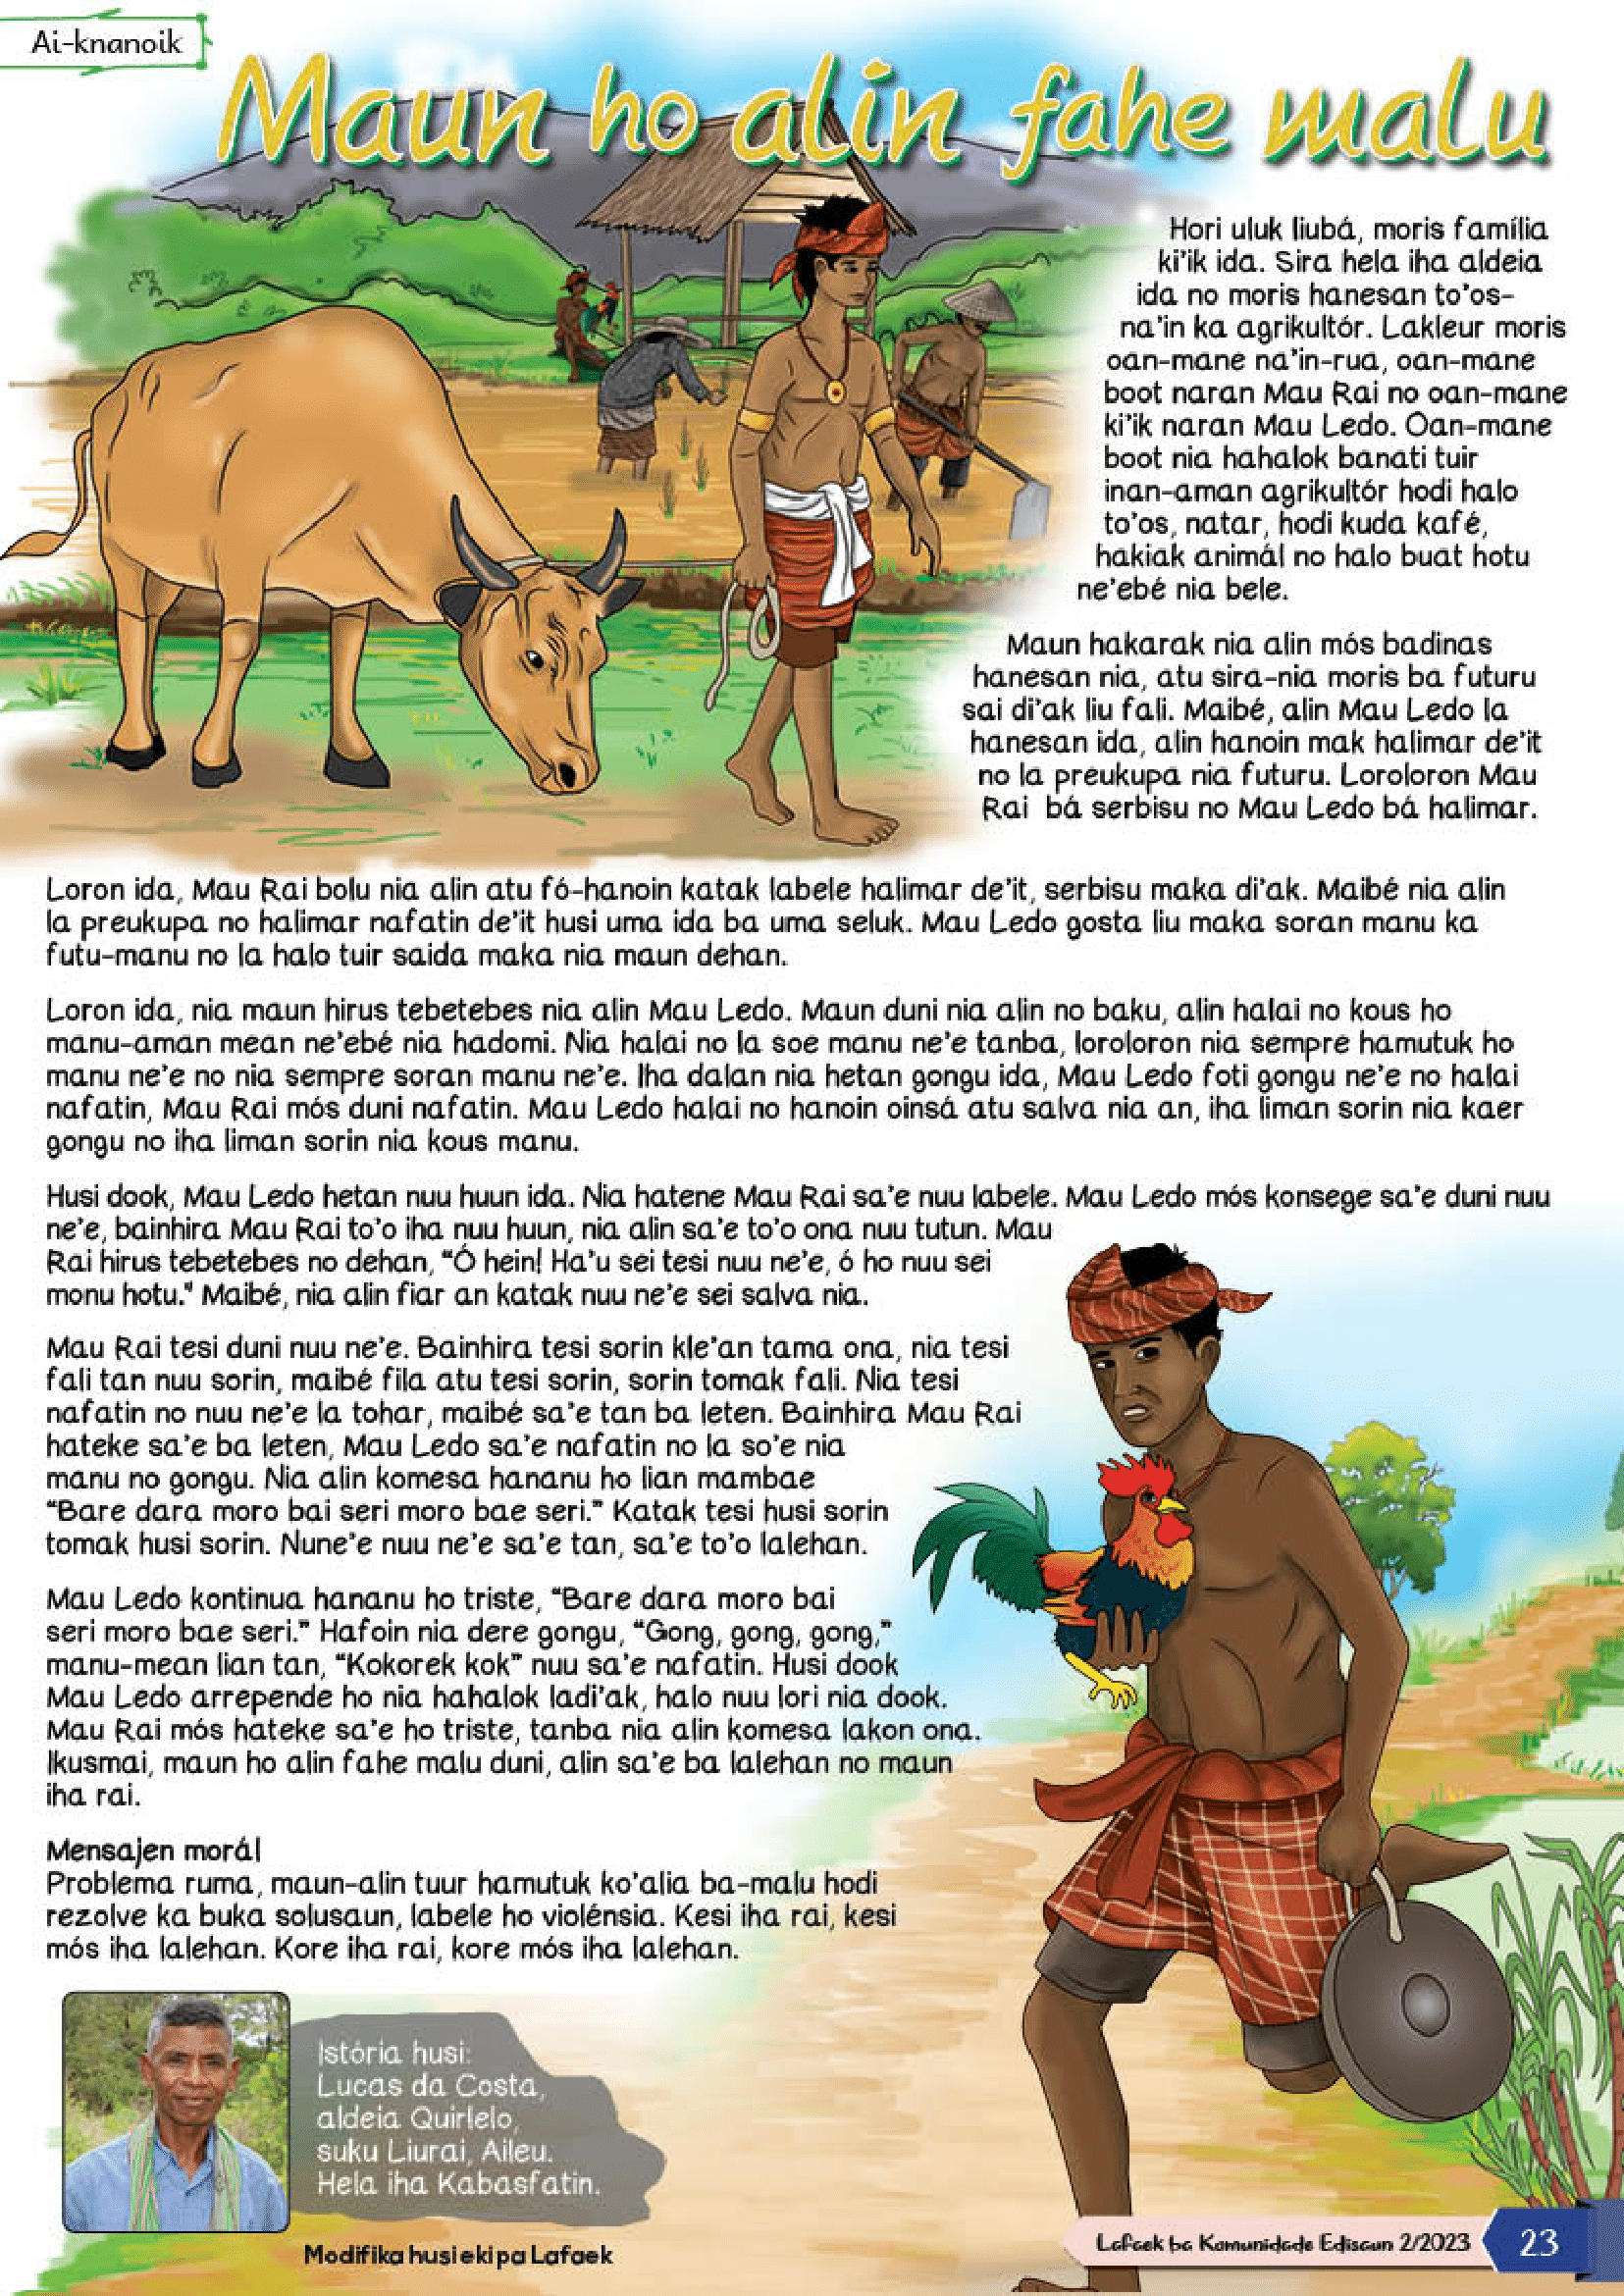 Ai-knanoik
Maun ho alin fahe malu
Hori uluk liubá, moris família
ki'ik ida. Sira hela iha aldeia
ida no moris hanesan to'os-
na'in ka agrikultór. Lakleur moris
oan-mane na'in-rua, oan-mane
boot naran Mau Rai no oan-mane
ki'ik naran Mau Ledo. Oan-mane
boot nia hahalok banati tuir
inan-aman agrikultór hodi halo
to'os, natar, hodi kuda kafé,
hakiak animál no halo buat hotu
ne'ebé nia bele.
Maun hakarak nia alin mós badinas
hanesan nia, atu sira-nia moris ba futuru
sai di'ak liu fali. Maibé, alin Mau Ledo la
hanesan ida, alin hanoin mak halimar de'it
no la preukupa nia futuru. Loroloron Mau
Rai bá serbisu no Mau Ledo bá halimar.
Loron ida, Mau Rai bolu nia alin atu fó-hanoin katak labele halimar de'it, serbisu maka di'ak. Maibé nia alin
la preukupa no halimar nafatin de'it husi uma ida ba uma seluk. Mau Ledo gosta liu maka soran manu ka
futu-manu no la halo tuir saida maka nia maun dehan.
Loron ida, nia maun hirus tebetebes nia alin Mau Ledo. Maun duni nia alin no baku, alin halai no kous ho
manu-aman mean ne'ebé nia hadomi. Nia halai no la soe manu ne'e tanba, loroloron nia sempre hamutuk ho
manu ne'e no nia sempre soran manu ne'e. Iha dalan nia hetan gongu ida, Mau Ledo foti gongu ne'e no halai
nafatin, Mau Rai mós duni nafatin. Mau Ledo halai no hanoin oinsá atu salva nia an, iha liman sorin nia kaer
gongu no iha liman sorin nia kous manu.
Husi dook, Mau Ledo hetan nuu huun ida. Nia hatene Mau Rai sa'e nuu labele. Mau Ledo mós konsege sa'e duni nuu
ne'e, bainhira Mau Rai to'o iha nuu huun, nia alin sa'e to'o ona nuu tutun. Mau
Rai hirus tebetebes no dehan, “Ó hein! Ha'u sei tesi nuu ne'e, ó ho nuu sei
monu hotu." Maibé, nia alin fiar an katak nuu ne'e sei salva nia.
Mau Rai tesi duni nuu ne'e. Bainhira tesi sorin kle'an tama ona, nia tesi
fali tan nuu sorin, maibé fila atu tesi sorin, sorin tomak fali. Nia tesi
nafatin no nuu ne'e la tohar, maibé sa'e tan ba leten. Bainhira Mau Rai
hateke sa'e ba leten, Mau Ledo sa'e nafatin no la so'e nia
manu no gongu. Nia alin komesa hananu ho lian mambae
“Bare dara moro bai seri moro bae seri.” Katak tesi husi sorin
tomak husi sorin. Nune'e nuu ne'e sa'e tan, sa'e to'o lalehan.
Mau Ledo kontinua hananu ho triste, “Bare dara moro bai
seri moro bae seri.” Hafoin nia dere gongu, “Gong, gong, gong,”
manu-mean lian tan, “Kokorek kok” nuu sa'e nafatin. Husi dook
Mau Ledo arrepende ho nia hahalok ladi'ak, halo nuu lori nia dook.
Mau Rai mós hateke sa'e ho triste, tanba nia alin komesa lakon ona.
Ikusmai, maun ho alin fahe malu duni, alin sa'e ba lalehan no maun
iha rai.
Mensajen morál
Problema ruma, maun-alin tuur hamutuk ko'alia ba-malu hodi
rezolve ka buka solusaun, labele ho violénsia. Kesi iha rai, kesi
mós iha lalehan. Kore iha rai, kore mós iha lalehan.
Istória husi:
Lucas da Costa,
aldeia Quirlelo,
suku Liurai, Aileu.
Hela iha Kabasfatin.
Modifika husi ekipa Lafaek
Lafaek ba Komunidade Edisaun 2/2023
23